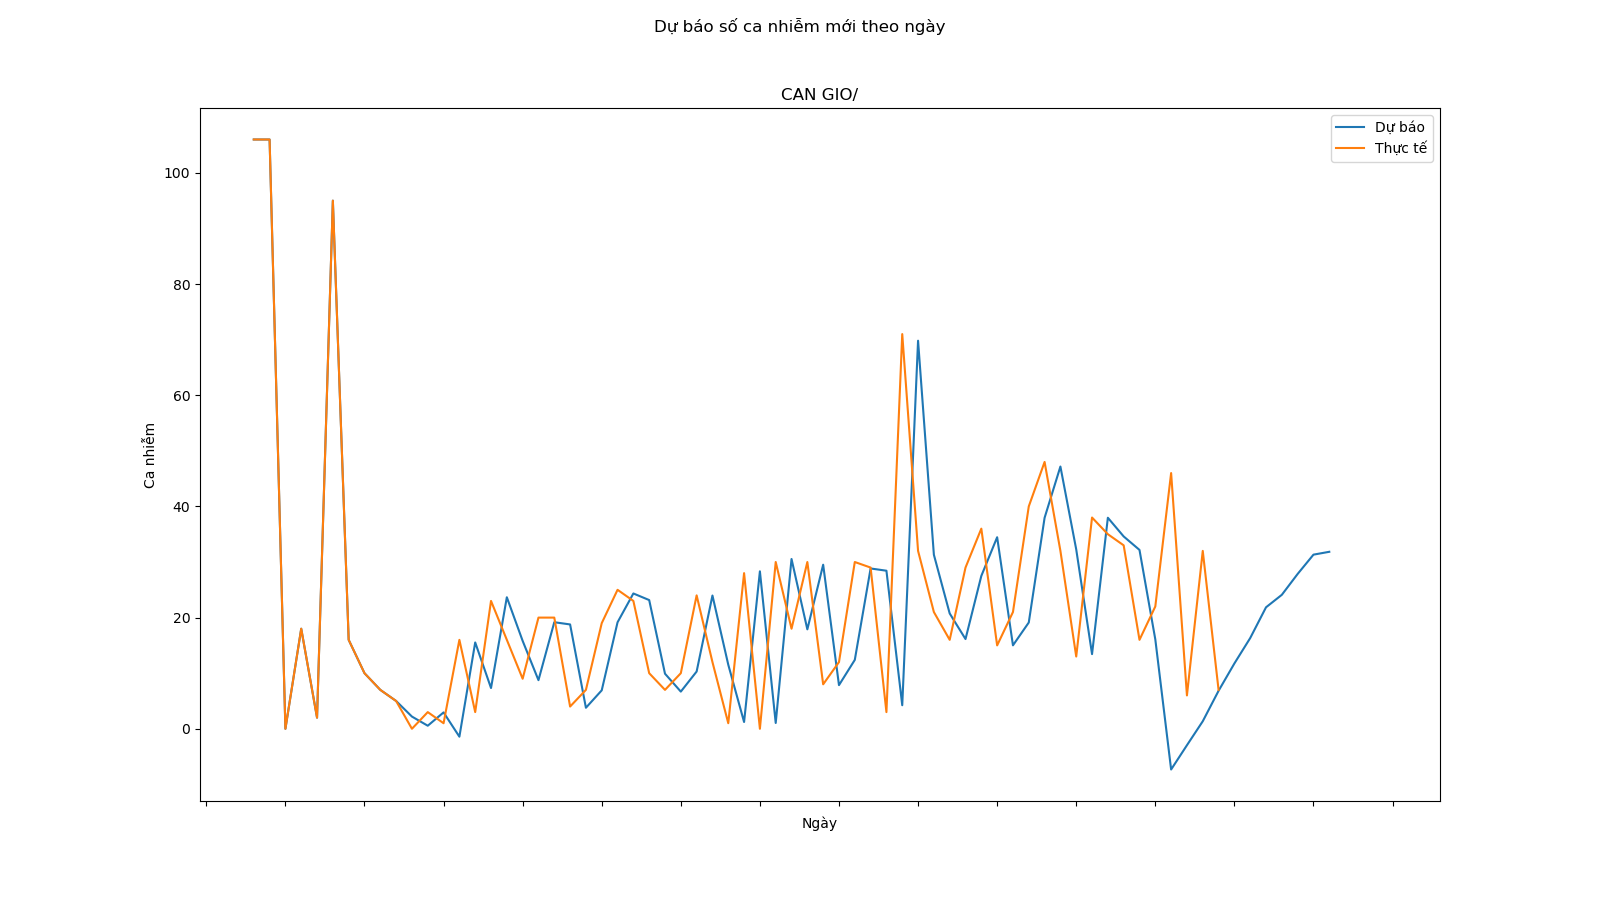 Dự báo số ca nhiễm mới theo ngày
CAN GIO/
Dự báo
Thực tế
100
80
60
40
20
0
Ca nhiễm
Ngày